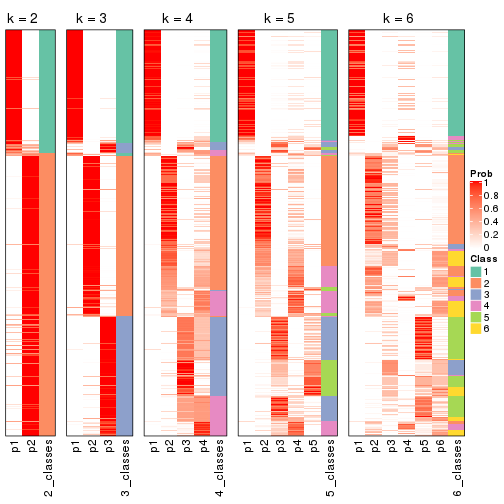 k = 2
k = 3
k = 4
k = 5
k = 6
Prob
1
0.8
0.6
0.4
0.2
0
Class
1
2
3
4
5
6
p1
p2
2_classes
p1
p2
p3
3_classes
p1
p2
p3
p4
4_classes
p1
p2
p3
p4
p5
5_classes
p1
p2
p3
p4
p5
p6
6_classes